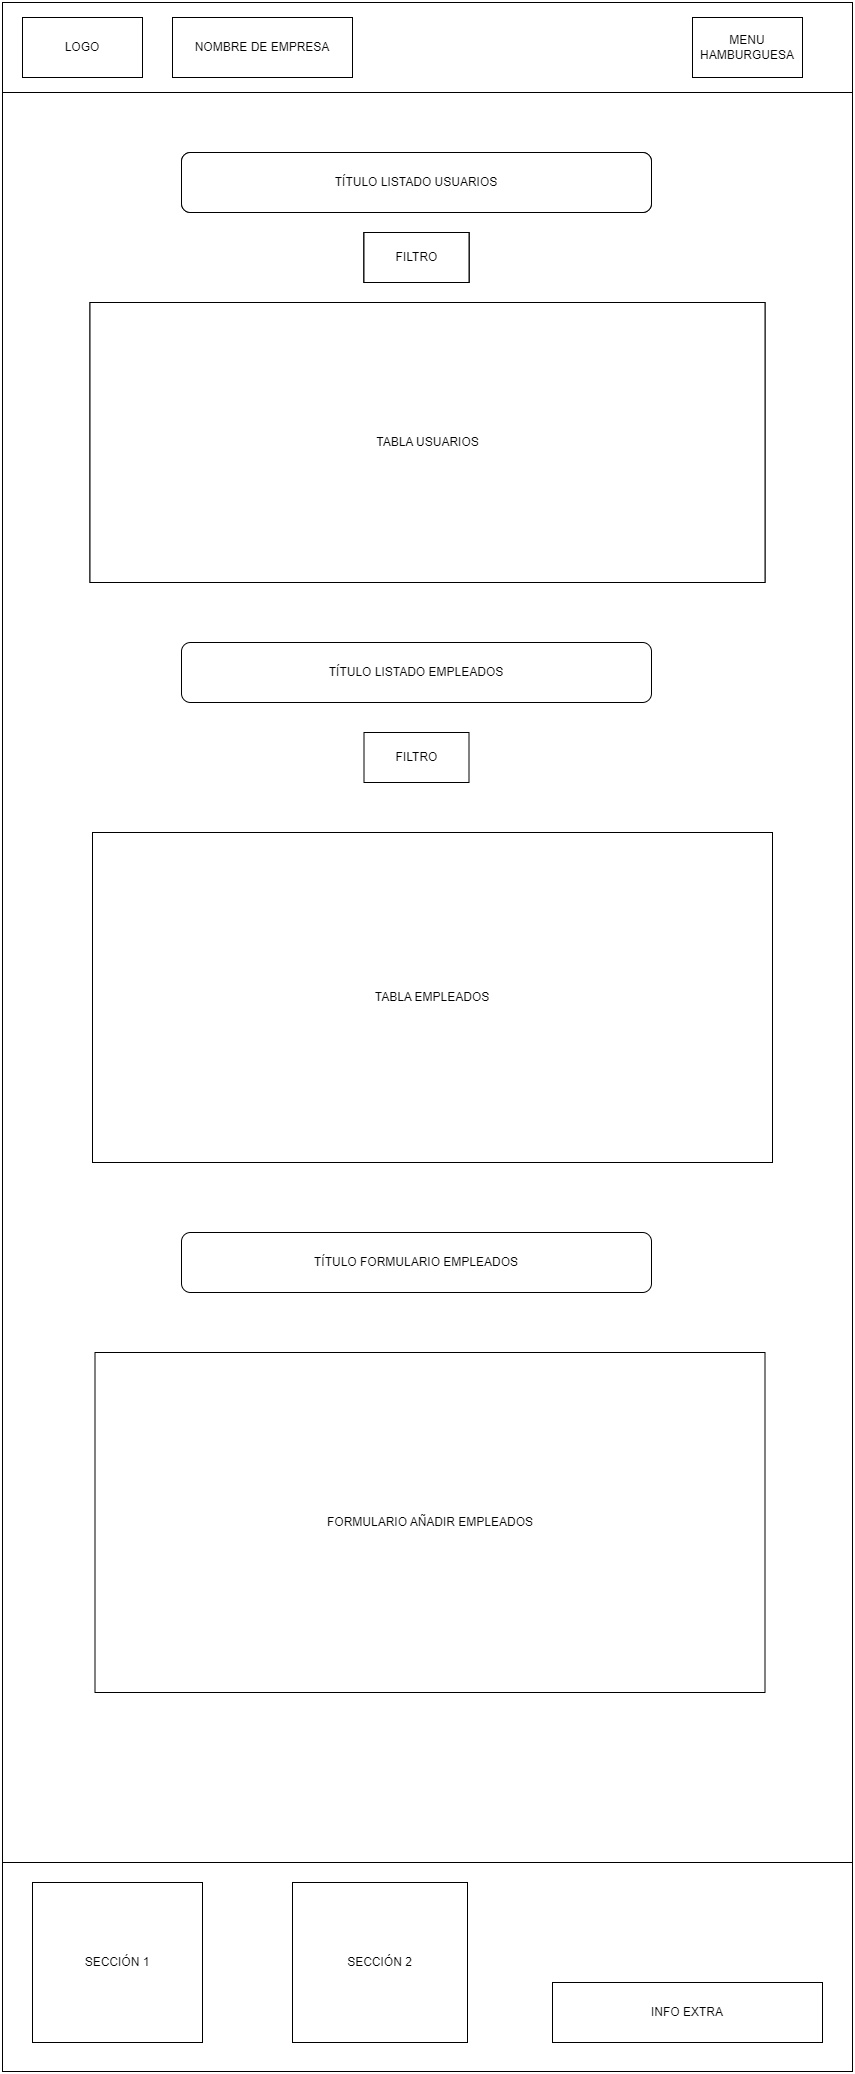 LOGO
NOMBRE DE EMPRESA
MENU
HAMBURGUESA
TÍTULO LISTADO USUARIOS
FILTRO
TABLA USUARIOS
TÍTULO LISTADO EMPLEADOS
FILTRO
TABLA EMPLEADOS
TÍTULO FORMULARIO EMPLEADOS
FORMULARIO AÑADIR EMPLEADOS
SECCIÓN 1
SECCIÓN 2
INFO EXTRA